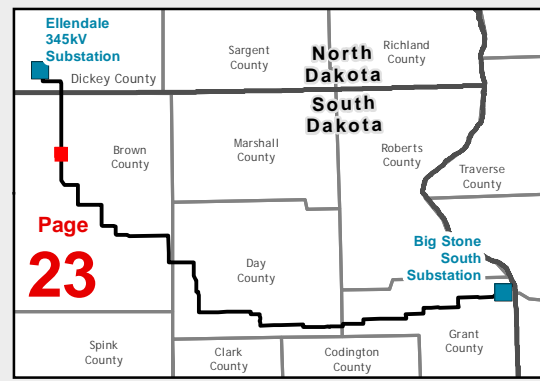 Ellendale
345kV
Substation
Dickey County
Sargent
County
North
Dakota
Richland
County
South
Dakota
Brown
County
Marshall
County
Roberts
County
Traverse
County
Page
23
Day
County
Big Stone
South
Substation
Spink
County
Clark
County
Codington
County
Grant
County